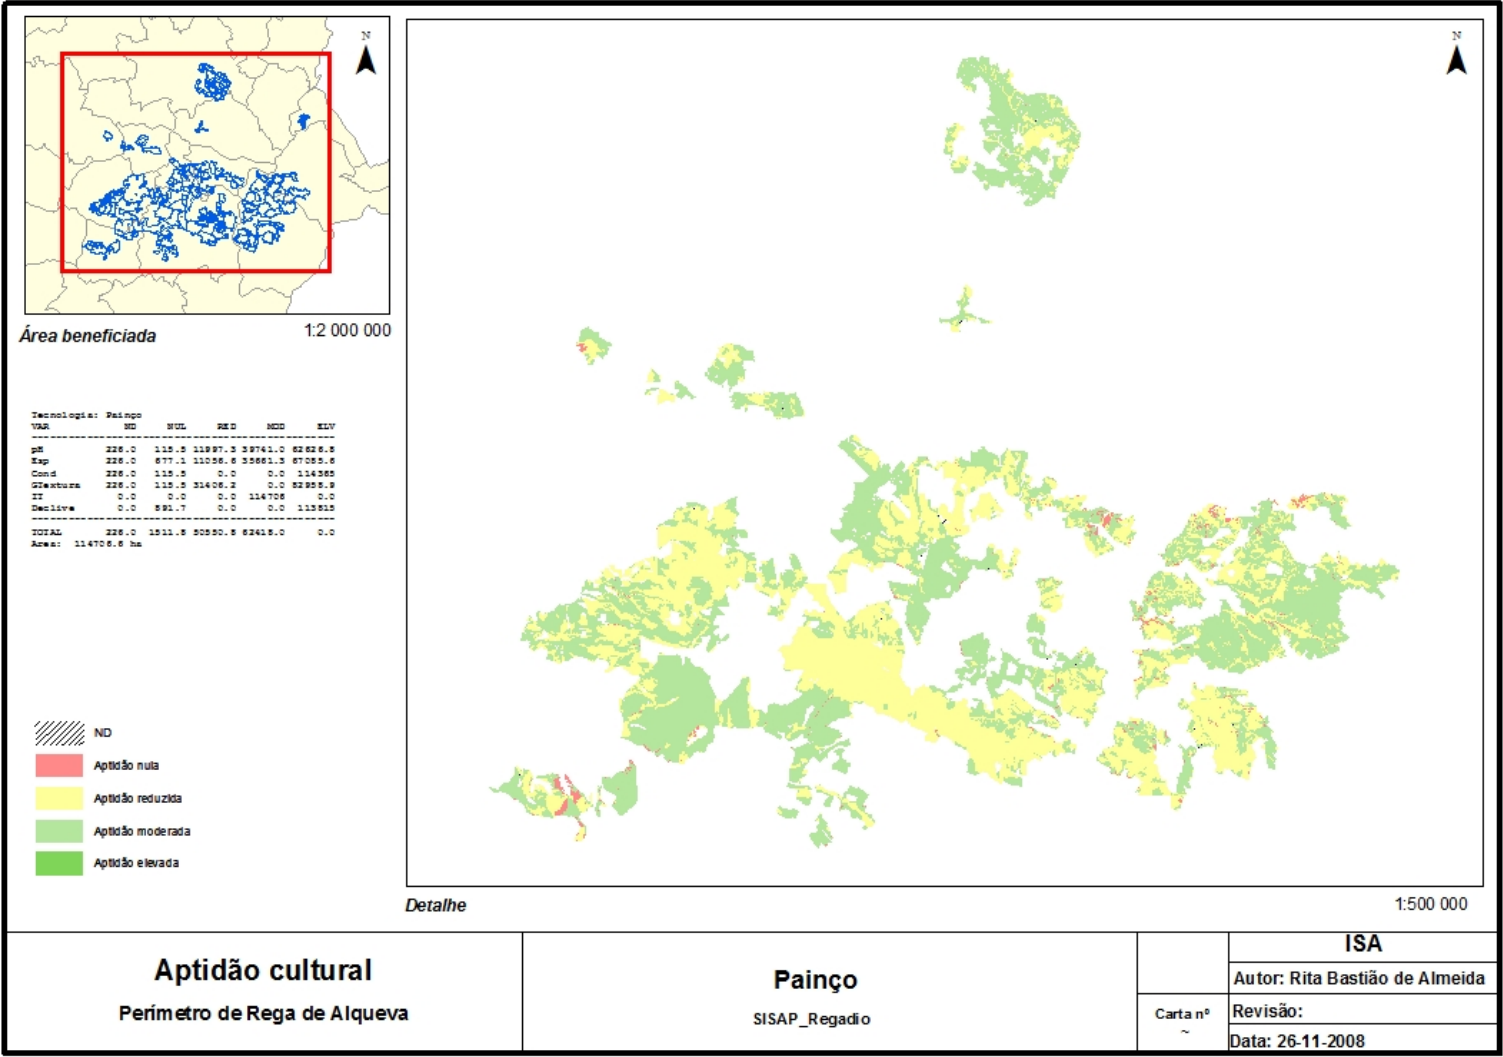 N
N
Área beneficiada 1:2 000 000
Tecnologia: Painço
VAR ND NUL RED MOD ELV
pH 226.0 115.5 11997.3 39741.0 62626.8
Esp 226.0 677.1 11056.8 35661.3 67085.6
Cond 226.0 115.5 0.0 0.0 114365
GTextura 226.0 115.5 31406.2 0.0 82958.9
IT 0.0 0.0 0.0 114706 0.0
Declive 0.0 891.7 0.0 0.0 113815
TOTAL 226.0 1511.8 50550.8 62418.0 0.0
Area: 114706.6 ha
ND
Aptidão nula
Aptidão reduzida
Aptidão moderada
Aptidão elevada
Detalhe 1:500 000
Aptidão cultural
Perímetro de Rega de Alqueva
Painço
SISAP_Regadio
Carta nº
~
ISA
Autor: Rita Bastião de Almeida
Revisão:
Data: 26-11-2008